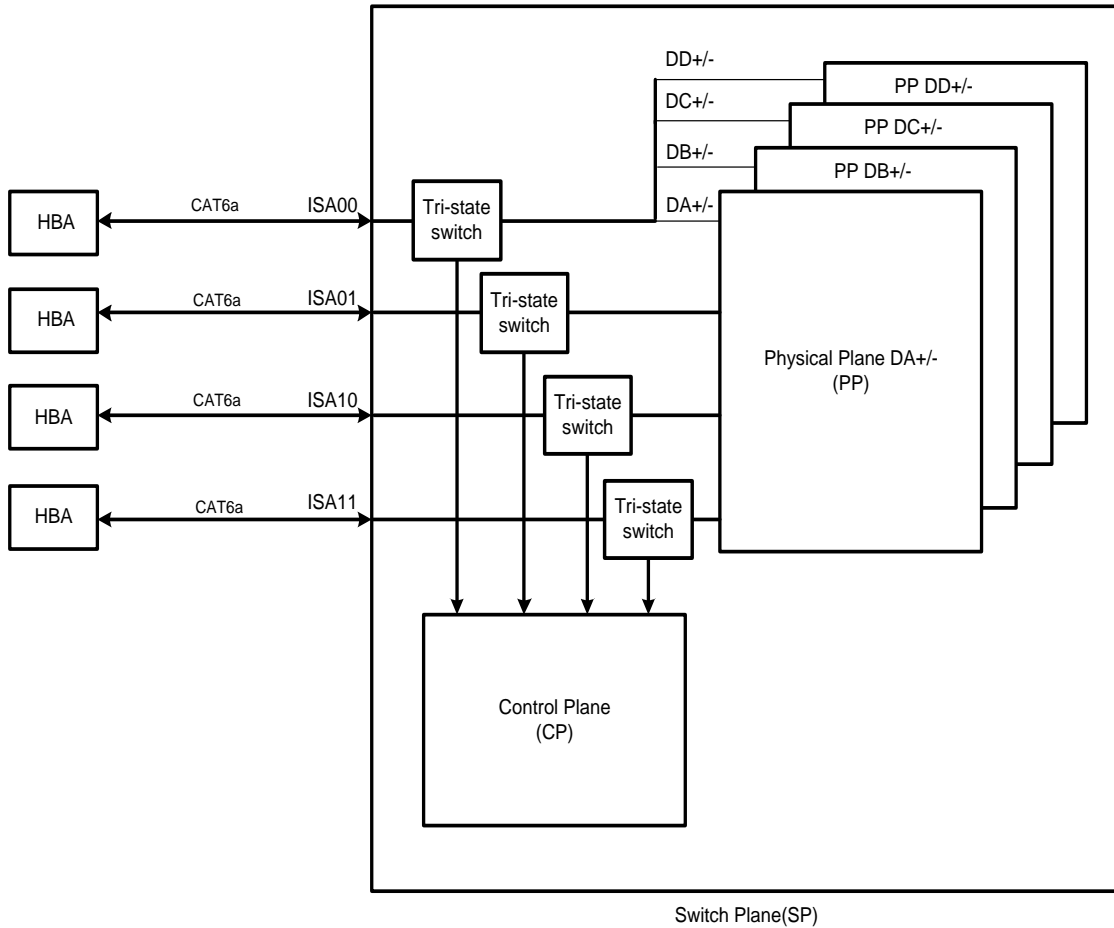 DD+/-
PP DD+/-
DC+/-
PP DC+/-
DB+/-
PP DB+/-
HBA
CAT6a
ISA00
Tri-state
switch
DA+/-
HBA
CAT6a
ISA01
Tri-state
switch
Physical Plane DA+/-
(PP)
HBA
CAT6a
ISA10
Tri-state
switch
HBA
CAT6a
ISA11
Tri-state
switch
Control Plane
(CP)
Switch Plane(SP)